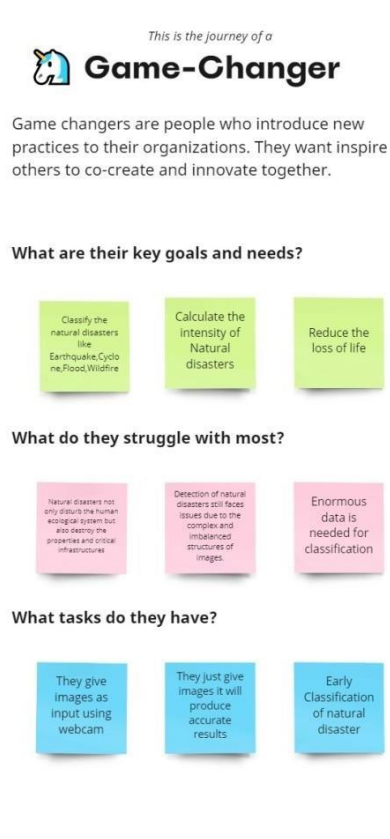 This is the journey of a
Game-Changer
Game changers are people who introduce new
practices to their organizations. They want inspire
others to co-create and innovate together.
What are their key goals and needs?
Classify the
natural disasters
like
Earthquake,Cyclo
ne,Flood,Wildfire
Calculate the
intensity of
Natural
disasters
Reduce the
loss of life
What do they struggle with most?
Natural disasters not
only disturb the human
ecological system but
also destroy the
properties and critical
infrastructures
Detection of natural
disasters still faces
issues due to the
complex and
imbalanced
structures of
images.
Enormous
data is
needed for
classification
What tasks do they have?
They give
images as
input using
webcam
They just give
images it will
produce
accurate
results
Early
Classification
of natural
disaster